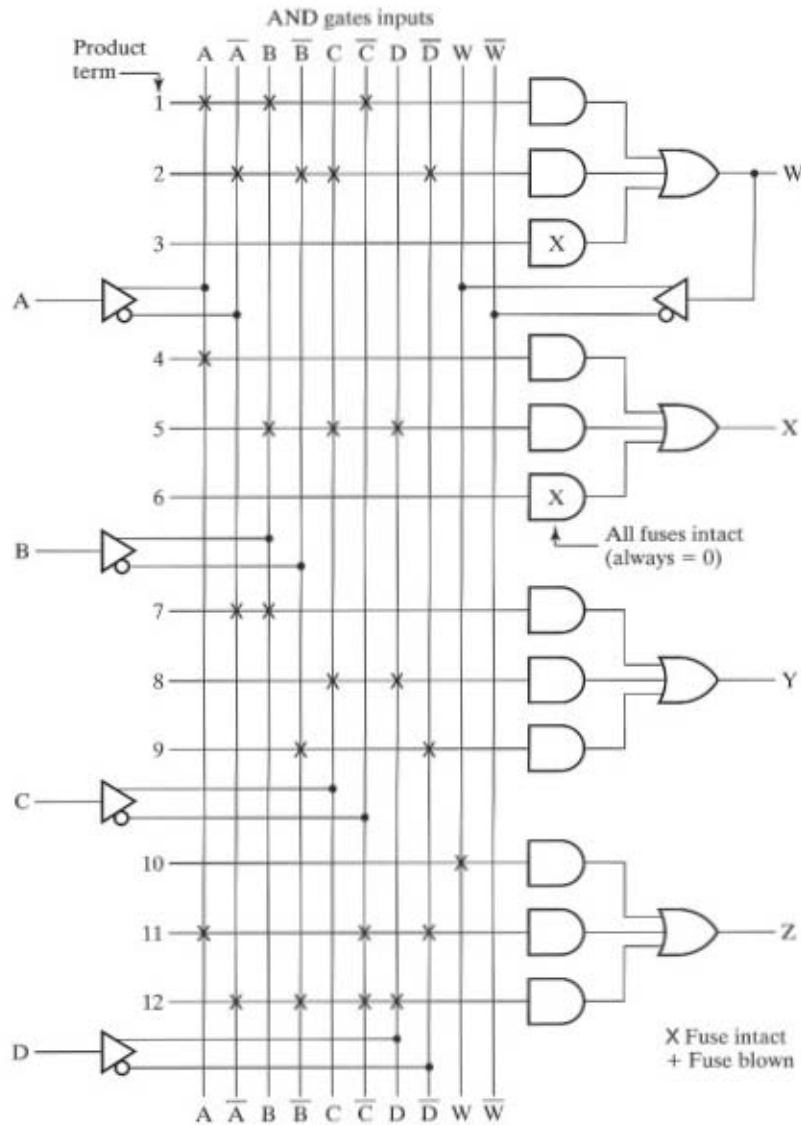 AND gates inputs
A A̅ B B̅ C C̅ D D̅ W W̅
Product
term
1
2
W
3
X
A
4
5
X
6
X
B
All fuses intact
(always = 0)
7
8
Y
9
C
10
11
Z
12
D
X Fuse intact
+ Fuse blown
A A̅ B B̅ C C̅ D D̅ W W̅